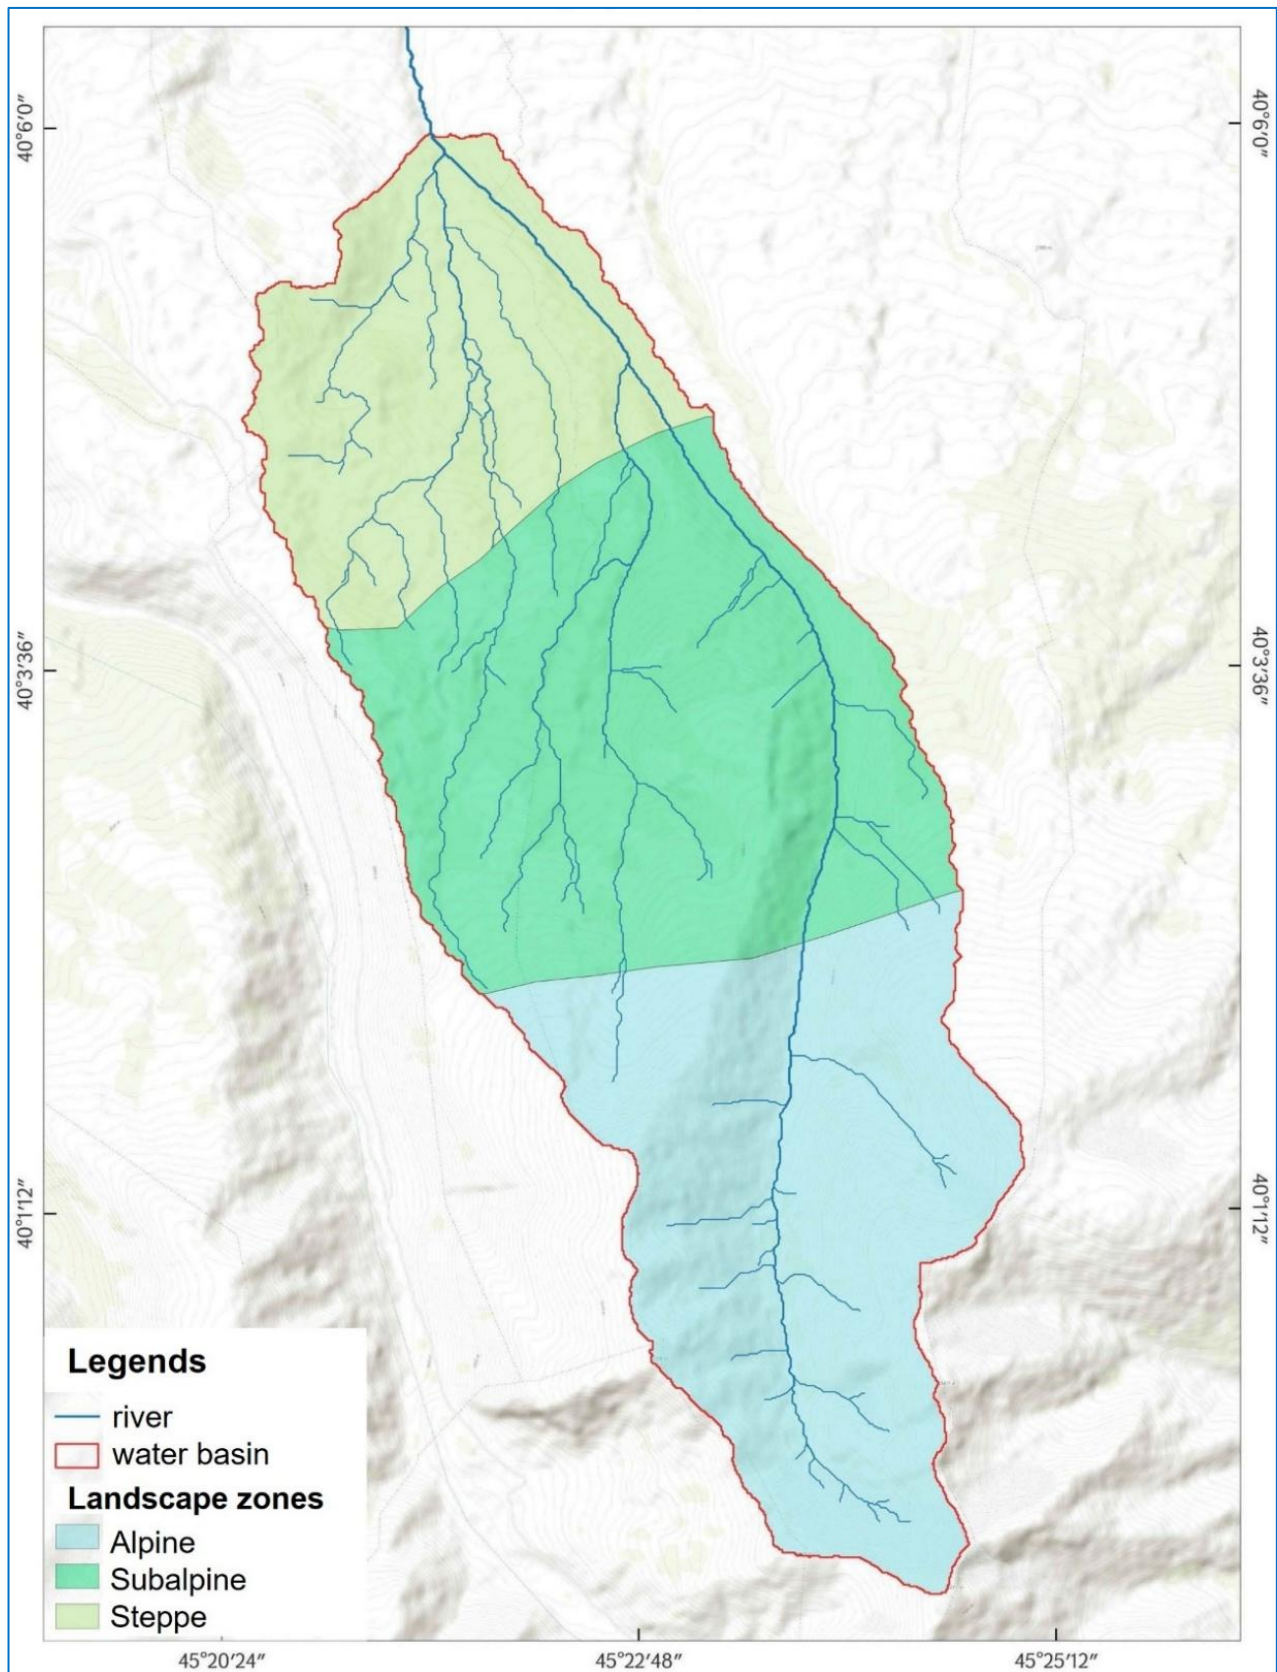 40°6′0″
40°6′0″
40°3′36″
40°3′36″
40°1′12″
40°1′12″
Legends
river
water basin
Landscape zones
Alpine
Subalpine
Steppe
45°20′24″
45°22′48″
45°25′12″